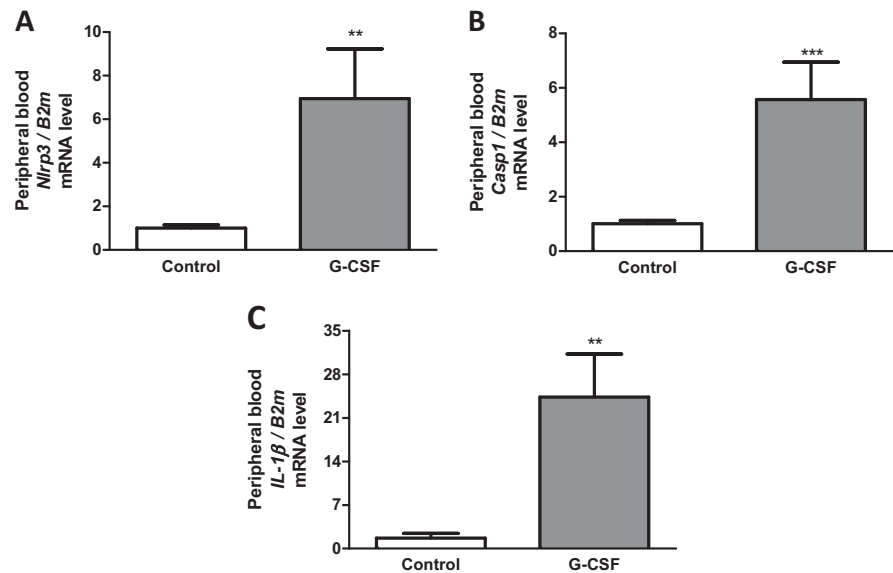 A
Peripheral blood
Nlrp3 / B2m
mRNA level
10
8
6
4
2
0
**
Control
G-CSF
B
Peripheral blood
Casp1 / B2m
mRNA level
8
6
4
2
0
***
Control
G-CSF
C
Peripheral blood
IL-1β / B2m
mRNA level
35
28
21
14
7
0
**
Control
G-CSF